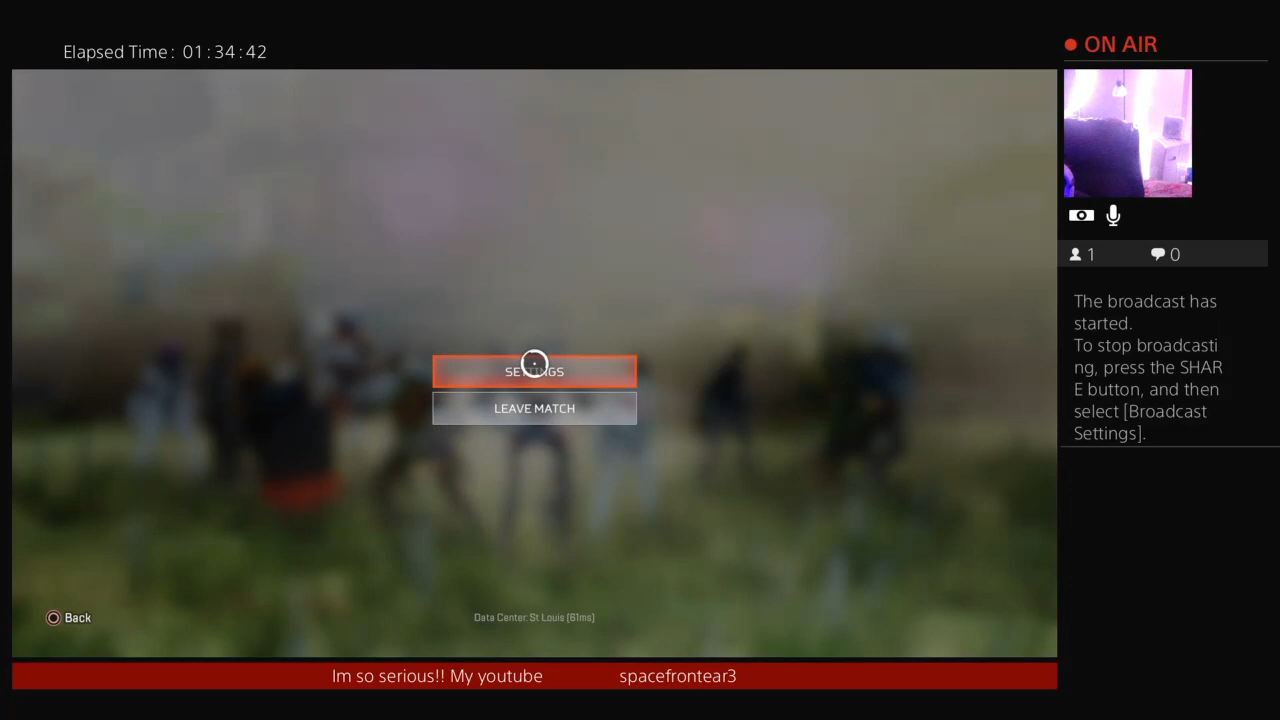 Elapsed Time: 01:34:42
ON AIR
1
0
The broadcast has
started.
To stop broadcasti
ng, press the SHAR
E button, and then
select [Broadcast
Settings].
SETTINGS
LEAVE MATCH
Back
Data Center: St Louis [61ms]
Im so serious!! My youtube spacefrontear3